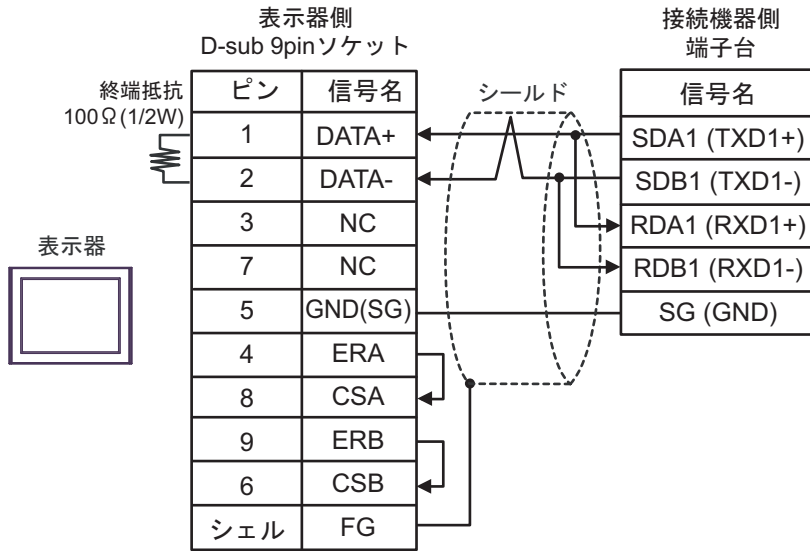 表示器側
D-sub 9pinソケット
接続機器側
端子台
終端抵抗
100Ω(1/2W)
シールド
表示器
ピン 信号名
1 DATA+
2 DATA-
3 NC
7 NC
5 GND(SG)
4 ERA
8 CSA
9 ERB
6 CSB
シェル FG
信号名
SDA1 (TXD1+)
SDB1 (TXD1-)
RDA1 (RXD1+)
RDB1 (RXD1-)
SG (GND)